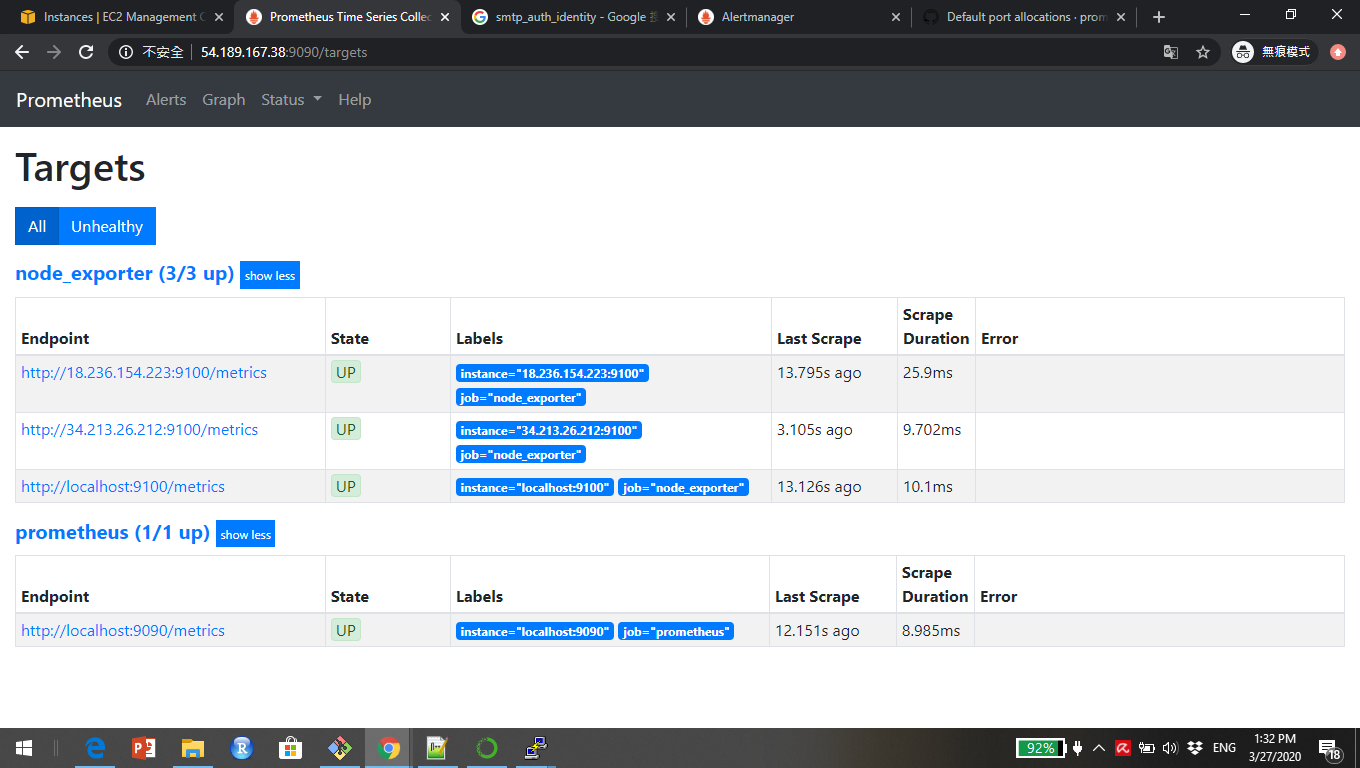 Instances | EC2 Management C
Prometheus Time Series Collec
smtp_auth_identity - Google
Alertmanager
Default port allocations · prom
不安全 54.189.167.38:9090/targets
無痕模式
Prometheus Alerts Graph Status Help
Targets
All Unhealthy
node_exporter (3/3 up) show less
Endpoint State Labels Last Scrape Scrape Duration Error
http://18.236.154.223:9100/metrics UP instance="18.236.154.223:9100" 13.795s ago 25.9ms
job="node_exporter"
http://34.213.26.212:9100/metrics UP instance="34.213.26.212:9100" 3.105s ago 9.702ms
job="node_exporter"
http://localhost:9100/metrics UP instance="localhost:9100" job="node_exporter" 13.126s ago 10.1ms
prometheus (1/1 up) show less
Endpoint State Labels Last Scrape Scrape Duration Error
http://localhost:9090/metrics UP instance="localhost:9090" job="prometheus" 12.151s ago 8.985ms
92% ENG 1:32 PM
3/27/2020
18